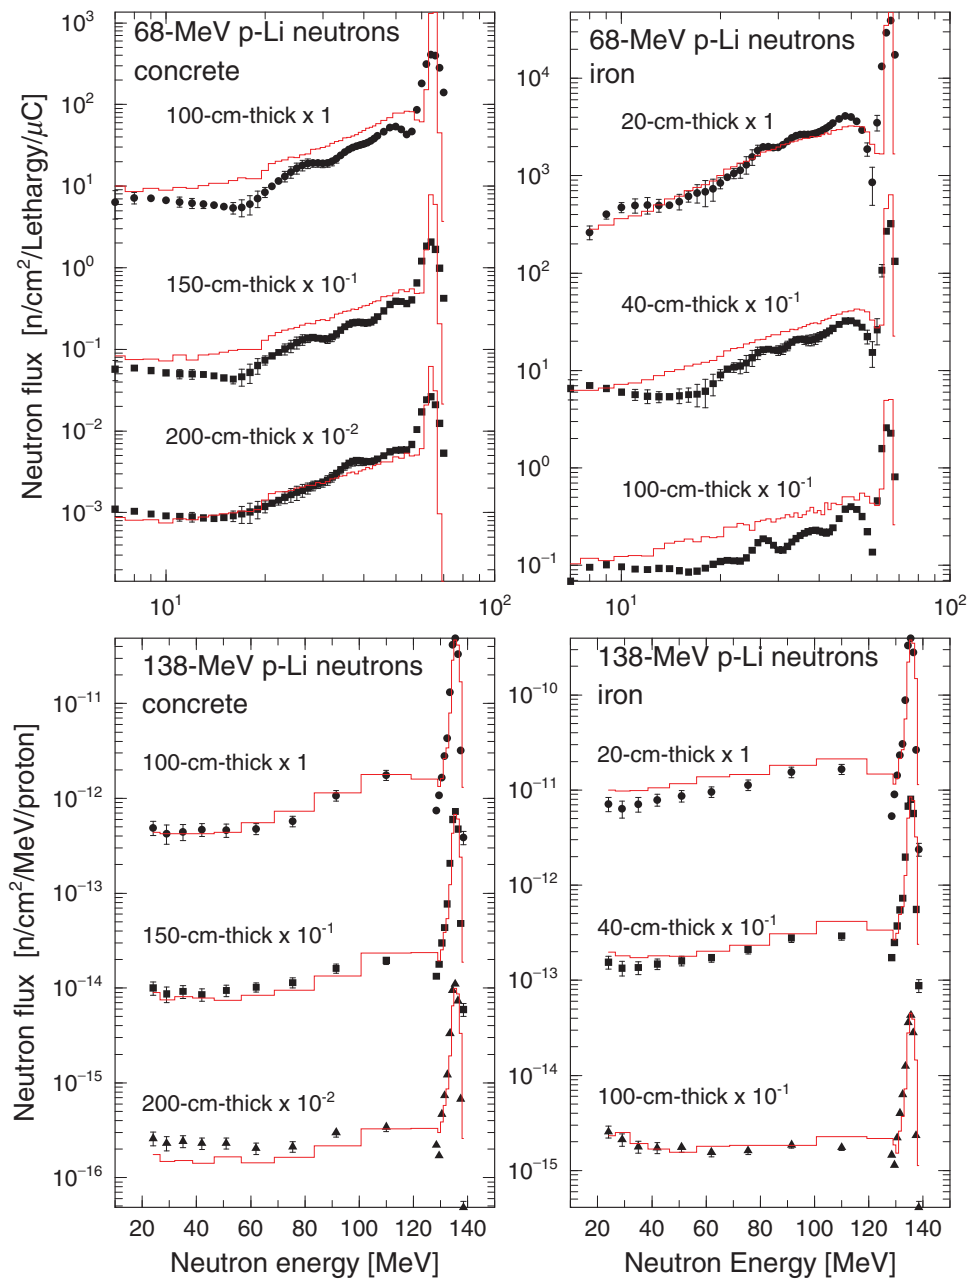 68-MeV p-Li neutrons
concrete
100-cm-thick x 1
150-cm-thick x 10⁻¹
200-cm-thick x 10⁻²
10³
10²
10¹
10⁰
10⁻¹
10⁻²
10⁻³
Neutron flux [n/cm²/Lethargy/μC]
10¹
10²
68-MeV p-Li neutrons
iron
20-cm-thick x 1
40-cm-thick x 10⁻¹
100-cm-thick x 10⁻¹
10⁴
10³
10²
10¹
10⁰
10⁻¹
10¹
10²
138-MeV p-Li neutrons
concrete
100-cm-thick x 1
150-cm-thick x 10⁻¹
200-cm-thick x 10⁻²
10⁻¹¹
10⁻¹²
10⁻¹³
10⁻¹⁴
10⁻¹⁵
10⁻¹⁶
Neutron flux [n/cm²/MeV/proton]
20 40 60 80 100 120 140
Neutron energy [MeV]
138-MeV p-Li neutrons
iron
20-cm-thick x 1
40-cm-thick x 10⁻¹
100-cm-thick x 10⁻¹
10⁻¹⁰
10⁻¹¹
10⁻¹²
10⁻¹³
10⁻¹⁴
10⁻¹⁵
20 40 60 80 100 120 140
Neutron Energy [MeV]